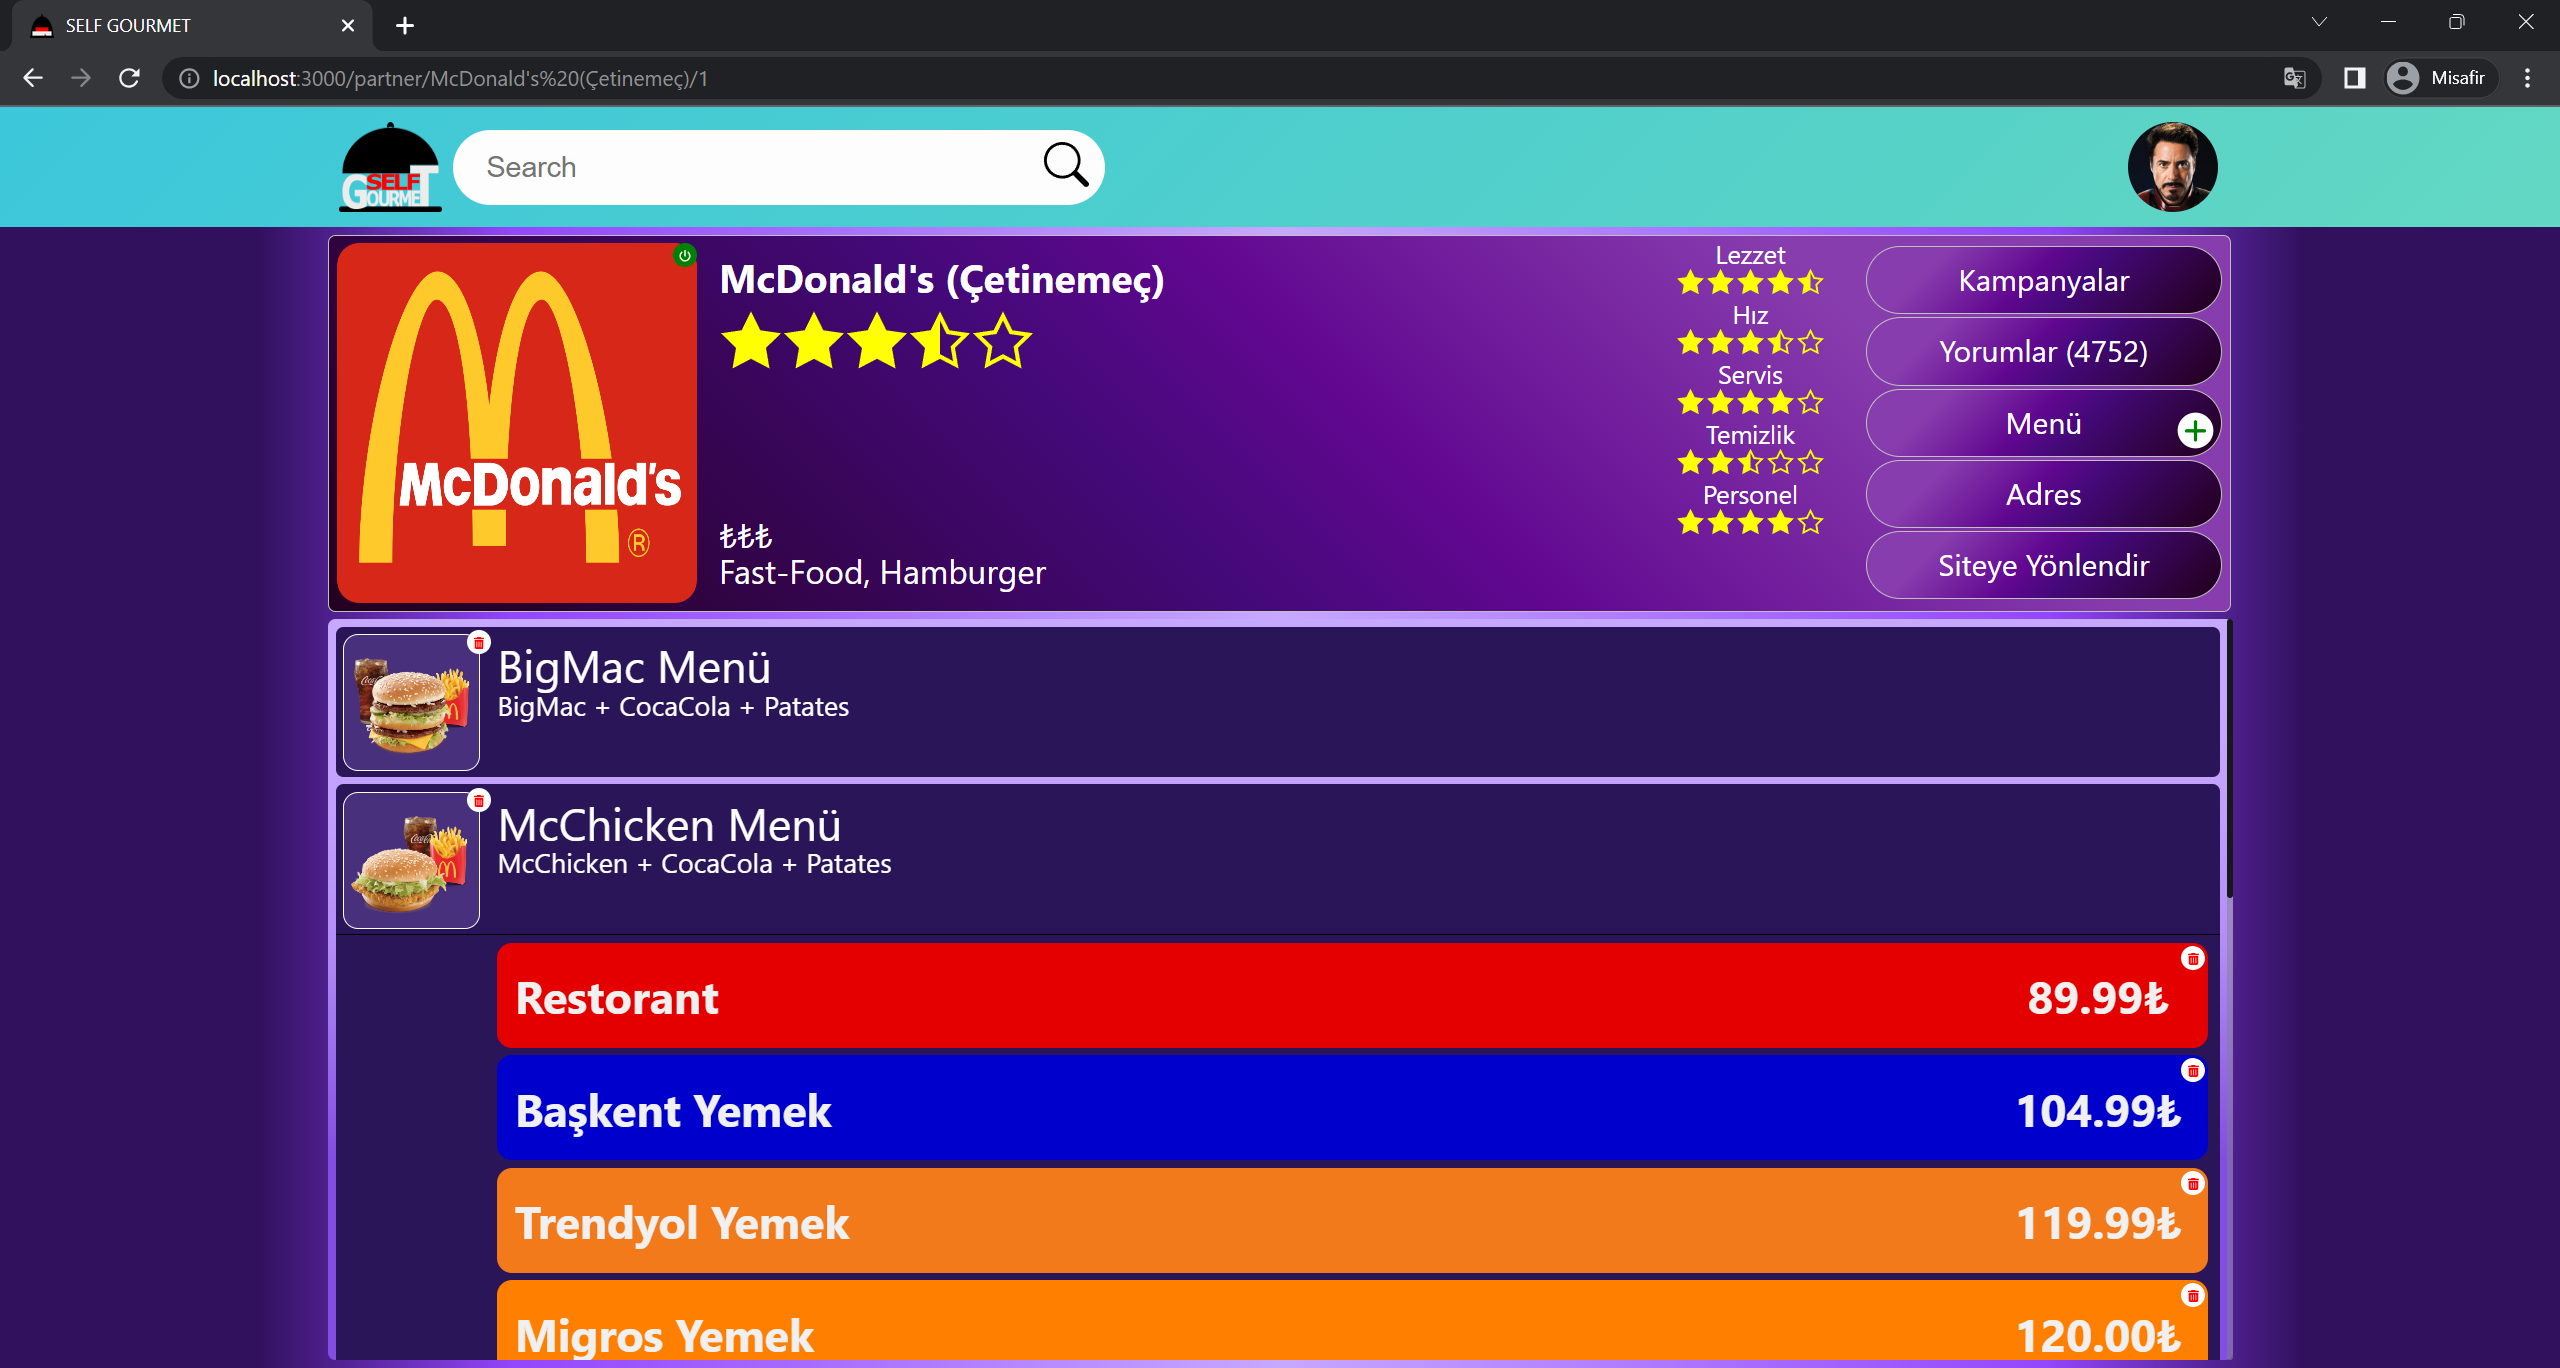 SELF GOURMET
localhost:3000/partner/McDonald's%20(Çetinemeç)/1
Misafir
SELF
GOURMET
Search
McDonald's (Çetinemeç)
McDonald's
®
₺₺₺
Fast-Food, Hamburger
Lezzet
Hız
Servis
Temizlik
Personel
Kampanyalar
Yorumlar (4752)
Menü
Adres
Siteye Yönlendir
BigMac Menü
BigMac + CocaCola + Patates
McChicken Menü
McChicken + CocaCola + Patates
Restorant 89.99₺
Başkent Yemek 104.99₺
Trendyol Yemek 119.99₺
Migros Yemek 120.00₺